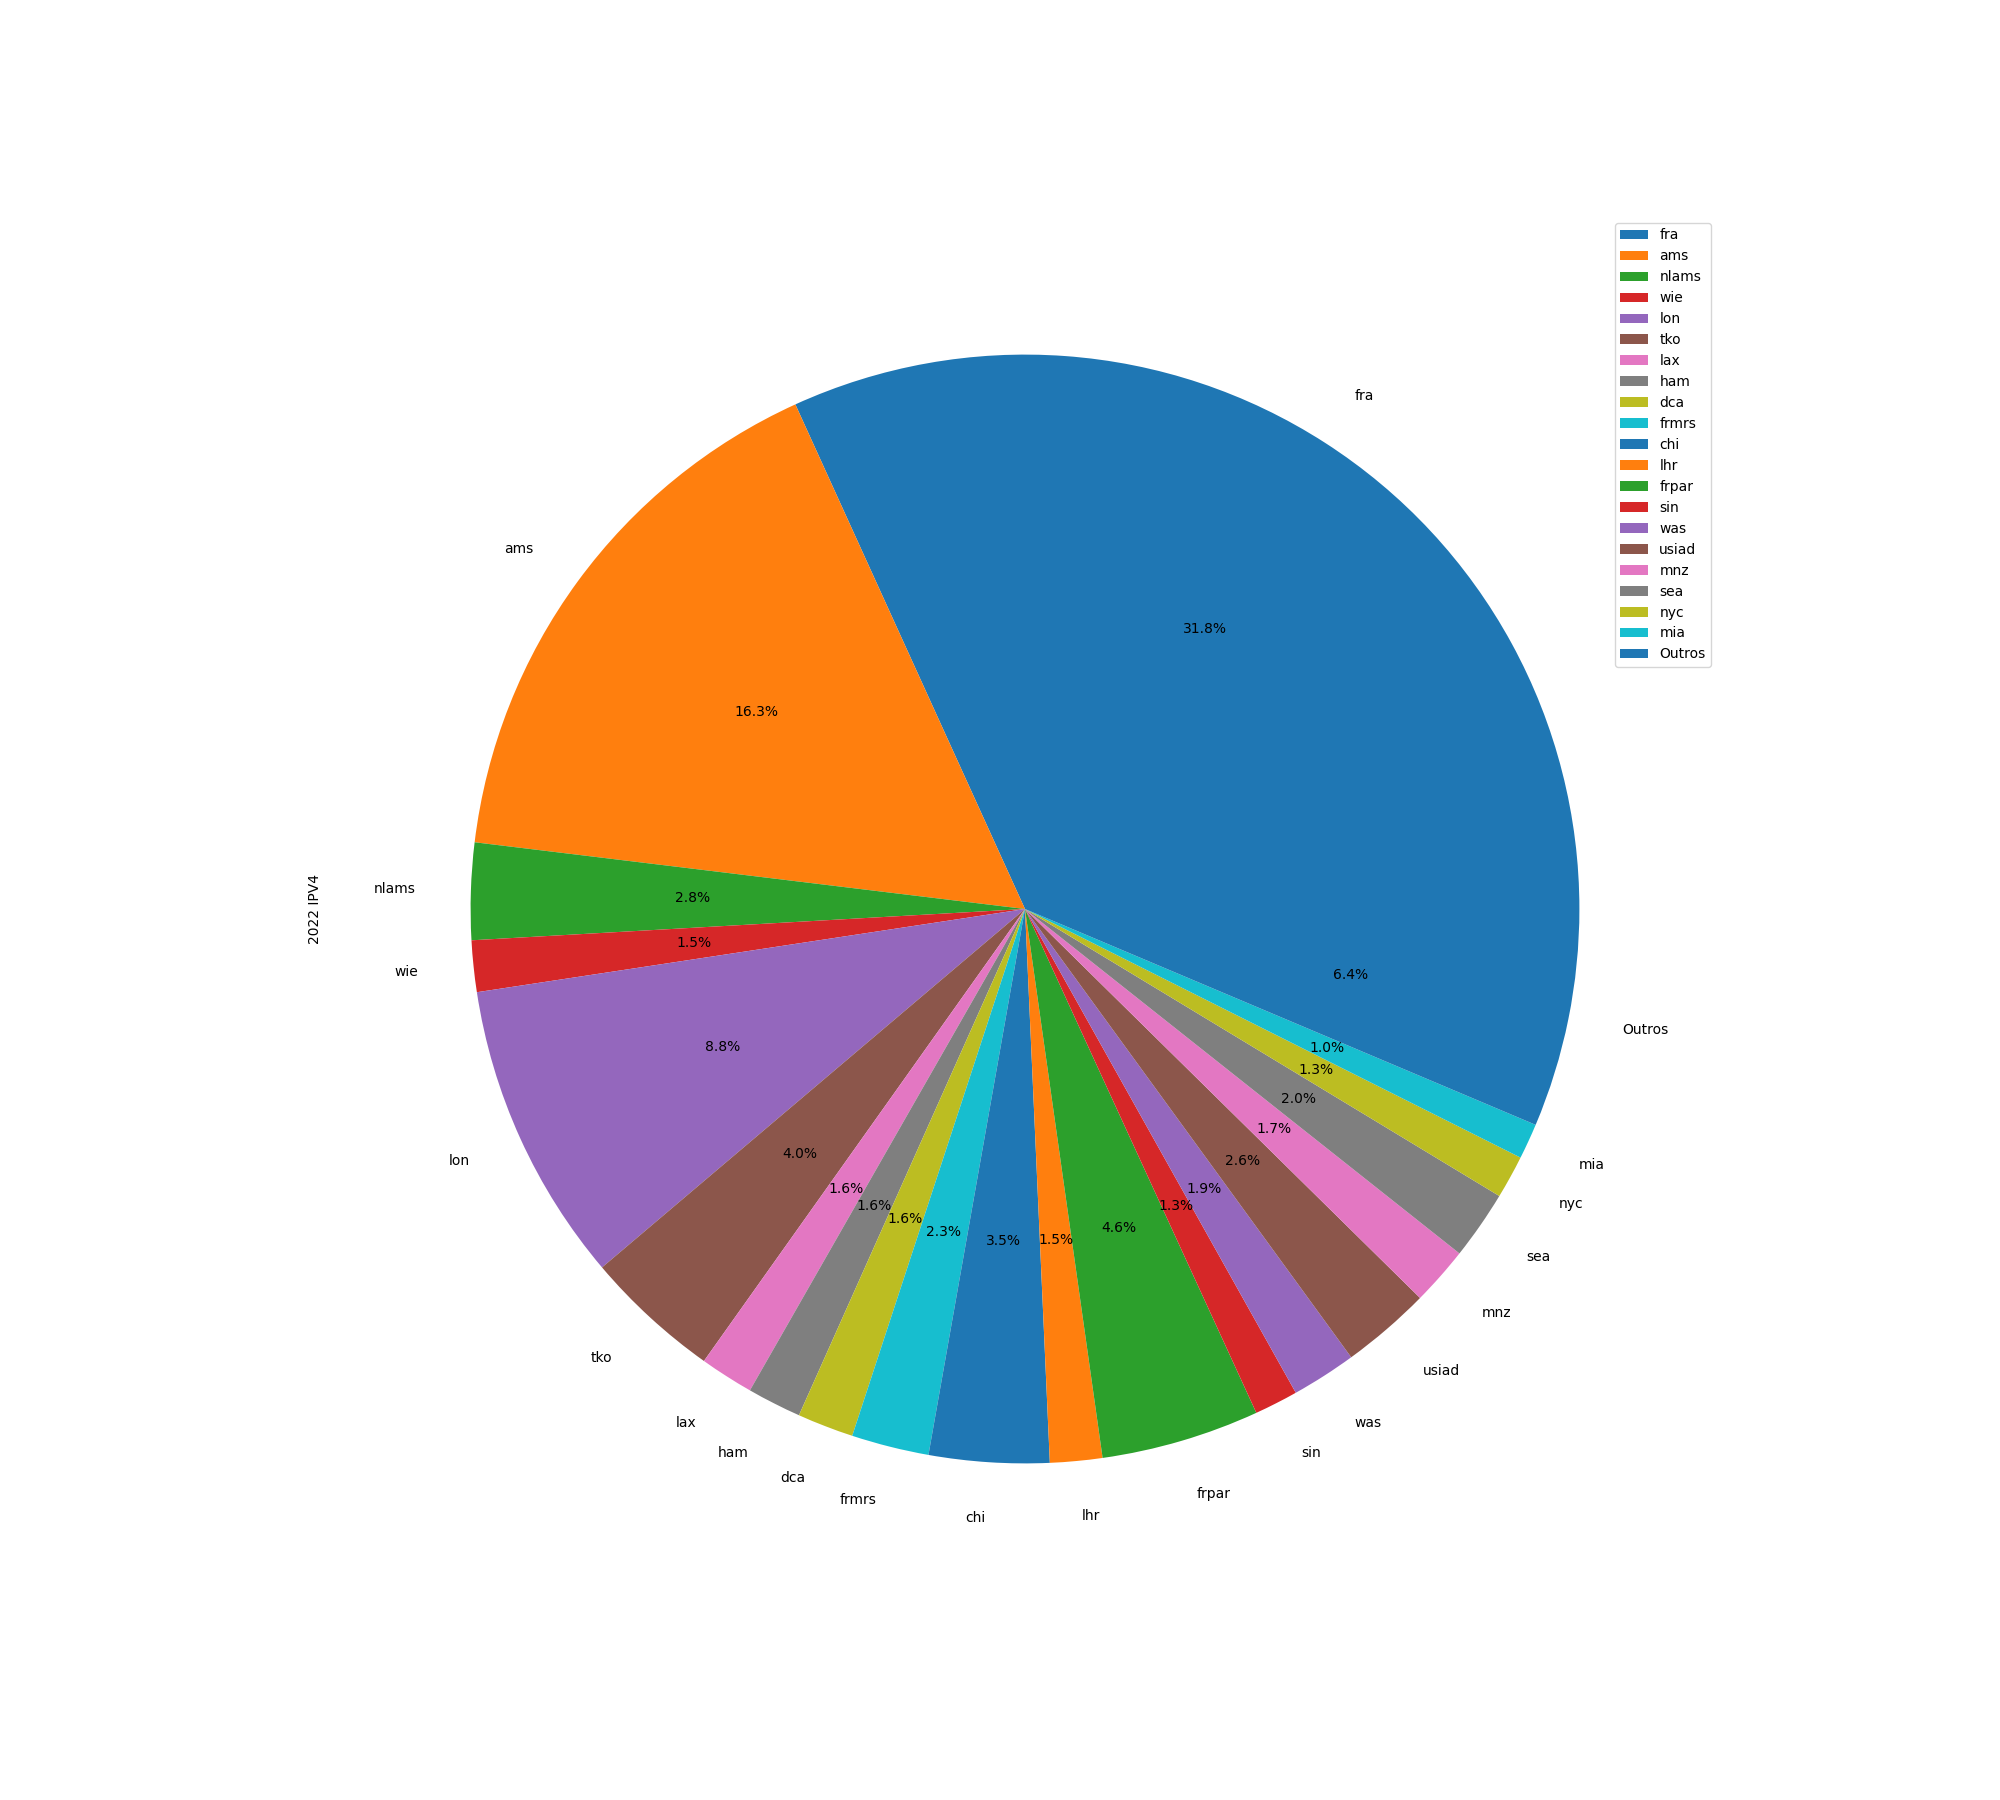 fra
ams
nlams
wie
lon
tko
lax
ham
dca
frmrs
chi
lhr
frpar
sin
was
usiad
mnz
sea
nyc
mia
Outros
31.8%
16.3%
2.8%
1.5%
8.8%
4.0%
1.6%
1.6%
1.6%
2.3%
3.5%
1.5%
4.6%
1.3%
1.9%
2.6%
1.7%
2.0%
1.3%
1.0%
6.4%
2022 IPV4
fra
ams
nlams
wie
lon
tko
lax
ham
dca
frmrs
chi
lhr
frpar
sin
was
usiad
mnz
sea
nyc
mia
Outros